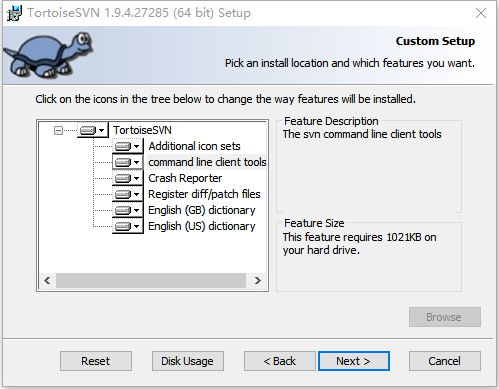 TortoiseSVN 1.9.4.27285 (64 bit) Setup
Custom Setup
Pick an install location and which features you want.
Click on the icons in the tree below to change the way features will be installed.
TortoiseSVN
Additional icon sets
command line client tools
Crash Reporter
Register diff/patch files
English (GB) dictionary
English (US) dictionary
Feature Description
The svn command line client tools
Feature Size
This feature requires 1021KB on
your hard drive.
Browse
Reset
Disk Usage
< Back
Next >
Cancel